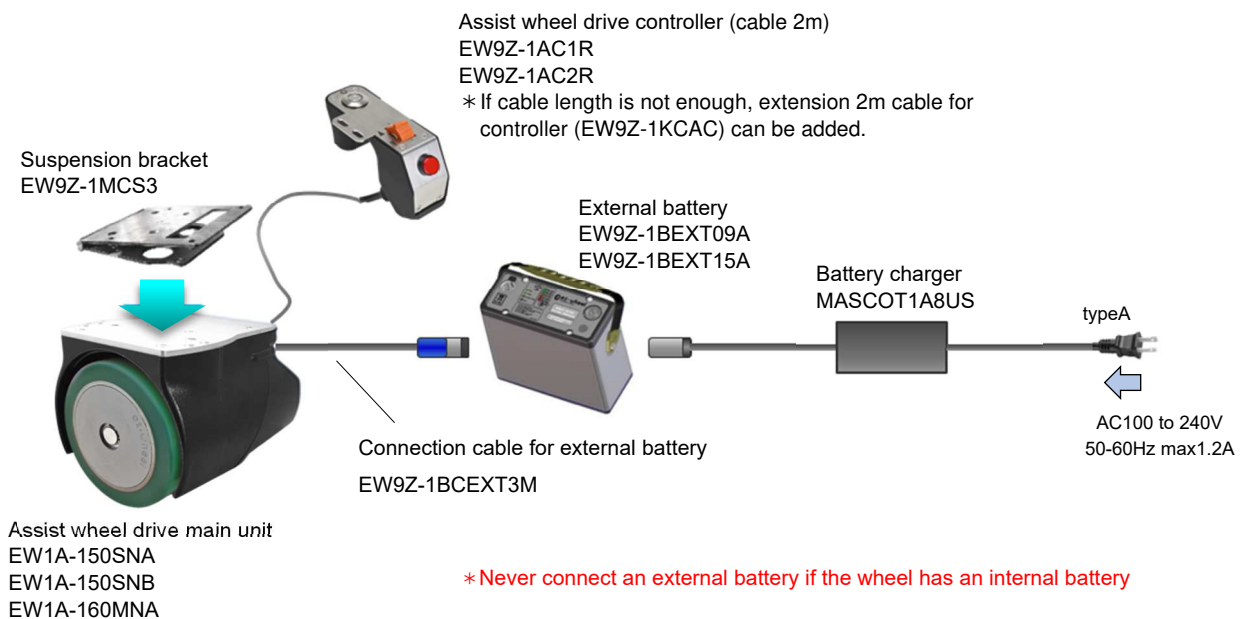 Assist wheel drive controller (cable 2m)
EW9Z-1AC1R
EW9Z-1AC2R
＊If cable length is not enough, extension 2m cable for
controller (EW9Z-1KCAC) can be added.
Suspension bracket
EW9Z-1MCS3
External battery
EW9Z-1BEXT09A
EW9Z-1BEXT15A
Battery charger
MASCOT1A8US
typeA
AC100 to 240V
50-60Hz max1.2A
Connection cable for external battery
EW9Z-1BCEXT3M
Assist wheel drive main unit
EW1A-150SNA
EW1A-150SNB
EW1A-160MNA
＊Never connect an external battery if the wheel has an internal battery